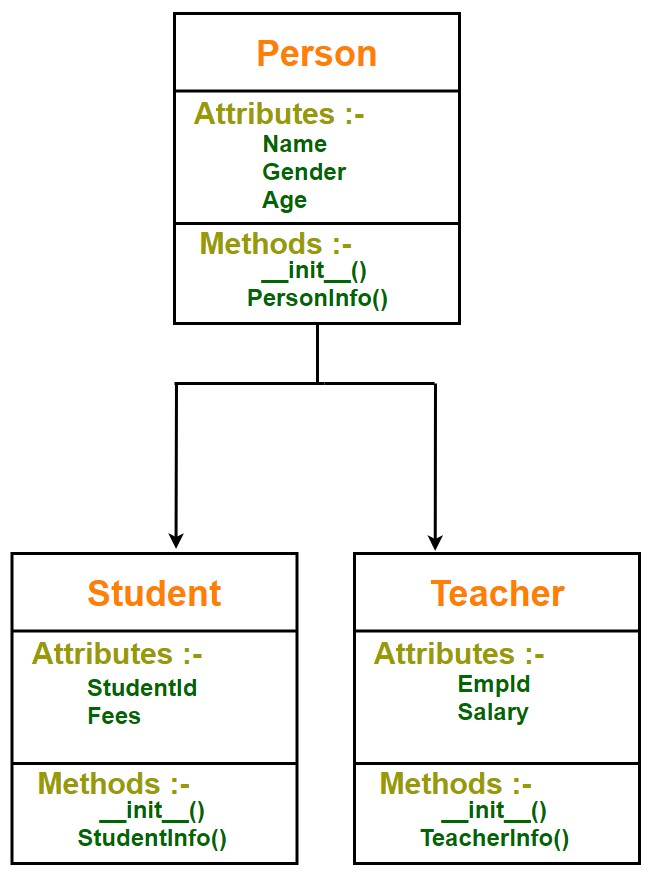 Person
Attributes :-
Name
Gender
Age
Methods :-
__init__()
PersonInfo()
Student
Attributes :-
StudentId
Fees
Methods :-
__init__()
StudentInfo()
Teacher
Attributes :-
EmpId
Salary
Methods :-
__init__()
TeacherInfo()